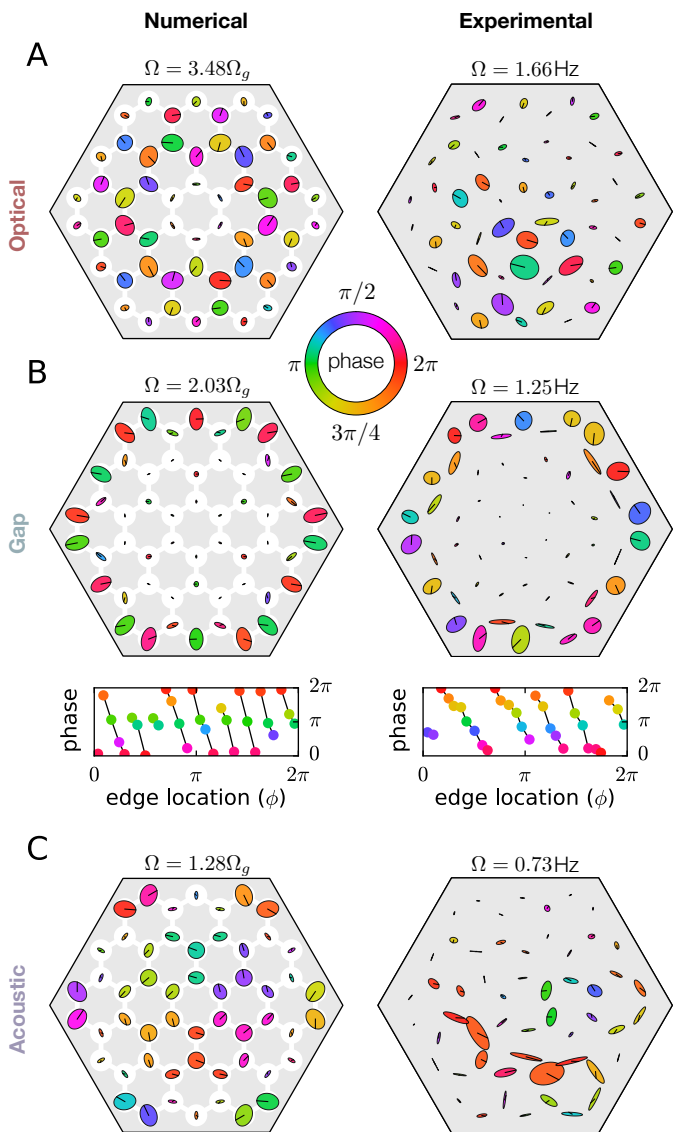 Numerical Experimental
A
Ω = 3.48Ω_g Ω = 1.66Hz
Optical
π/2
π phase 2π
3π/4
B
Ω = 2.03Ω_g Ω = 1.25Hz
Gap
phase 2π π 0 phase 2π π 0
0 π 2π 0 π 2π
edge location (ϕ) edge location (ϕ)
C
Ω = 1.28Ω_g Ω = 0.73Hz
Acoustic